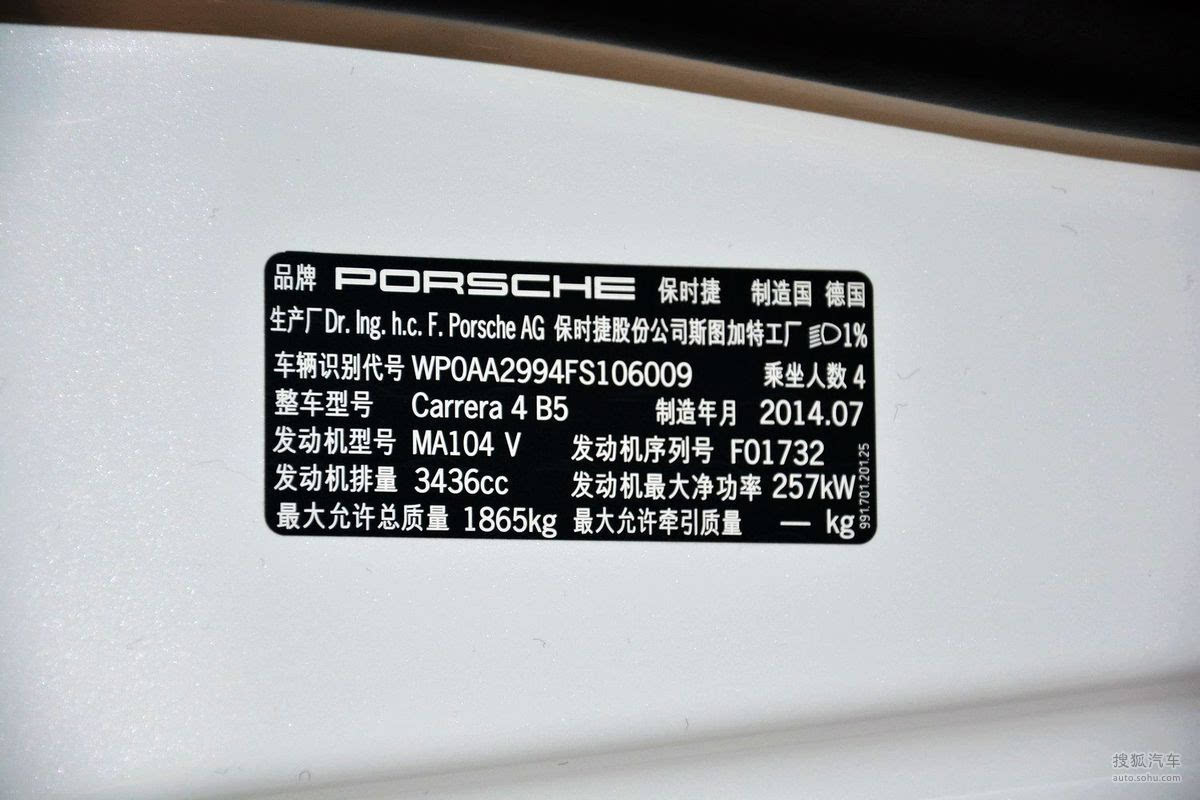 品牌 PORSCHE 保时捷 制造国 德国
生产厂 Dr. Ing. h.c. F. Porsche AG 保时捷股份公司斯图加特工厂 1%
车辆识别代号 WP0AA2994FS106009 乘坐人数 4
整车型号 Carrera 4 B5 制造年月 2014.07
发动机型号 MA104 V 发动机序列号 F01732
发动机排量 3436cc 发动机最大净功率 257kW
最大允许总质量 1865kg 最大允许牵引质量 — kg
991.701.201.25
搜狐汽车
auto.sohu.com